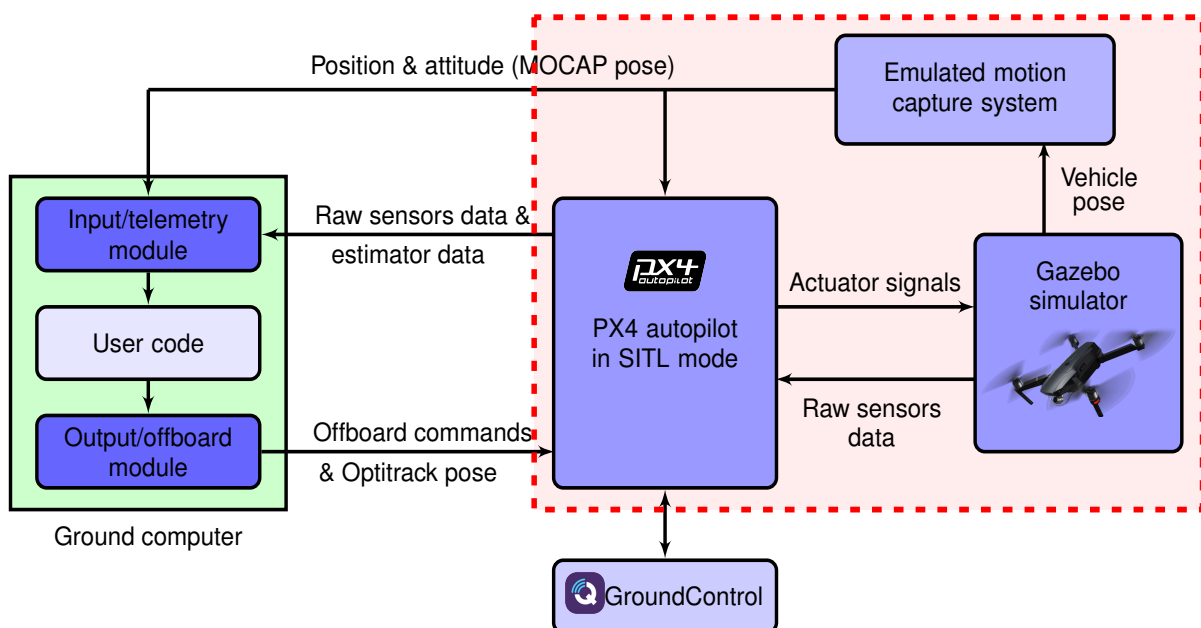 Position & attitude (MOCAP pose)
Emulated motion
capture system
Vehicle
pose
Input/telemetry
module
Raw sensors data &
estimator data
px4
autopilot
PX4 autopilot
in SITL mode
Actuator signals
Gazebo
simulator
User code
Raw sensors
data
Output/offboard
module
Offboard commands
& Optitrack pose
Ground computer
Q GroundControl